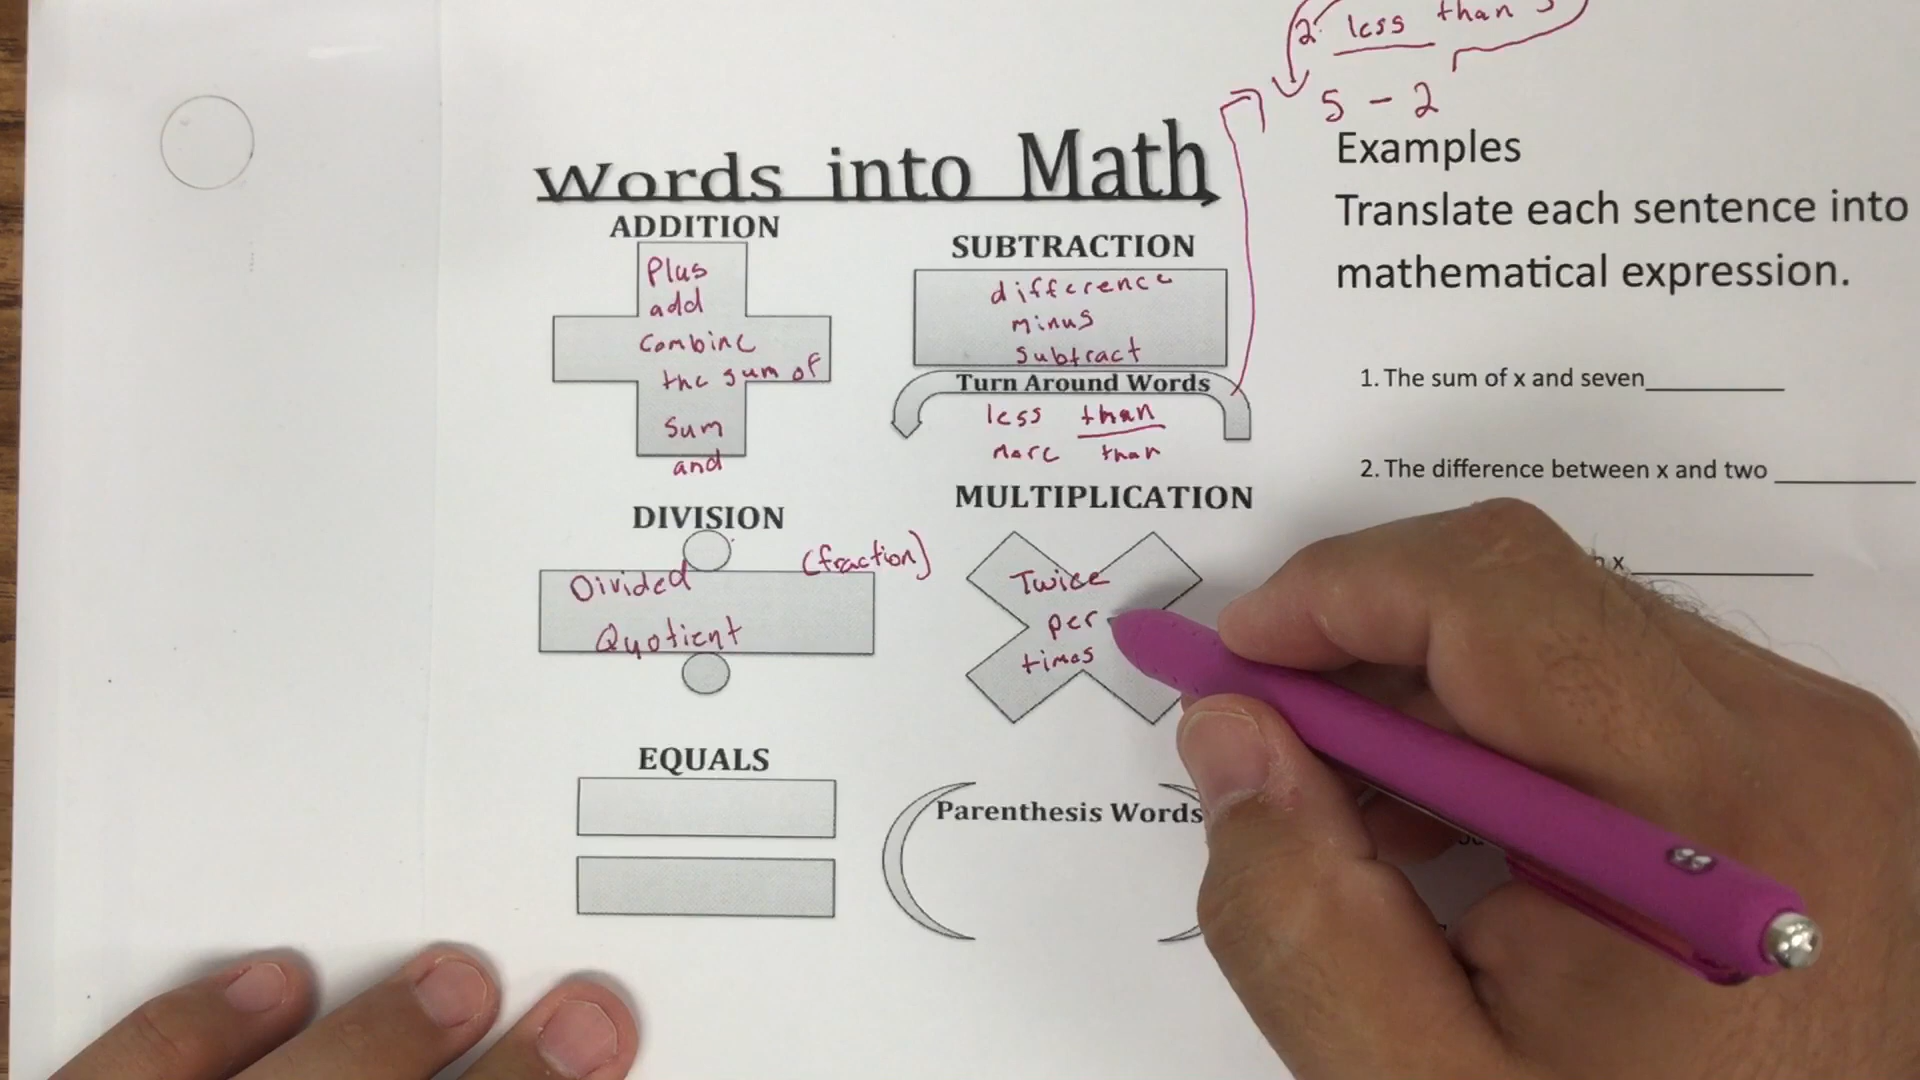 2 less than 5
5 - 2
Words into Math
ADDITION
Plus
add
combine
the sum of
sum
and
SUBTRACTION
difference
minus
subtract
Turn Around Words
less than
more than
DIVISION
(fraction)
Divided
Quotient
MULTIPLICATION
Twice
per
times
EQUALS
Parenthesis Words
Examples
Translate each sentence into
mathematical expression.
1. The sum of x and seven
2. The difference between x and two
x